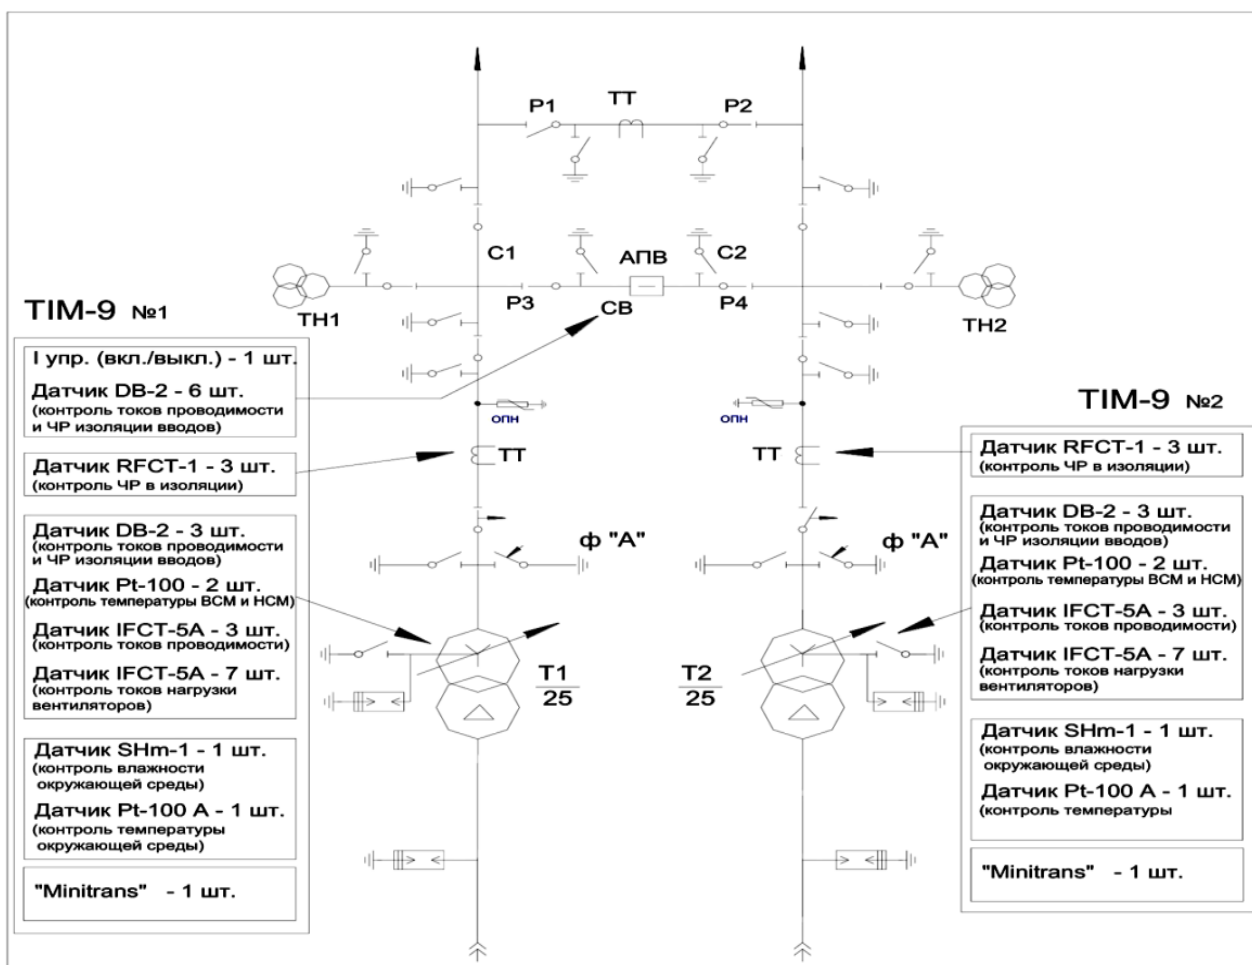 P1
ТТ
P2
C1
АПВ
C2
P3
СВ
P4
ТН1
ТН2
TIM-9 №1
I упр. (вкл./выкл.) - 1 шт.
Датчик DB-2 - 6 шт.
(контроль токов проводимости
и ЧР изоляции вводов)
Датчик RFCT-1 - 3 шт.
(контроль ЧР в изоляции)
Датчик DB-2 - 3 шт.
(контроль токов проводимости
и ЧР изоляции вводов)
Датчик Pt-100 - 2 шт.
(контроль температуры ВСМ и НСМ)
Датчик IFCT-5A - 3 шт.
(контроль токов проводимости)
Датчик IFCT-5A - 7 шт.
(контроль токов нагрузки
вентиляторов)
Датчик SHm-1 - 1 шт.
(контроль влажности
окружающей среды)
Датчик Pt-100 A - 1 шт.
(контроль температуры
окружающей среды)
"Minitrans" - 1 шт.
ОПН
ОПН
ТТ
ТТ
ф "А"
ф "А"
Т1
25
Т2
25
TIM-9 №2
Датчик RFCT-1 - 3 шт.
(контроль ЧР в изоляции)
Датчик DB-2 - 3 шт.
(контроль токов проводимости
и ЧР изоляции вводов)
Датчик Pt-100 - 2 шт.
(контроль температуры ВСМ и НСМ)
Датчик IFCT-5A - 3 шт.
(контроль токов проводимости)
Датчик IFCT-5A - 7 шт.
(контроль токов нагрузки
вентиляторов)
Датчик SHm-1 - 1 шт.
(контроль влажности
окружающей среды)
Датчик Pt-100 A - 1 шт.
(контроль температуры
"Minitrans" - 1 шт.